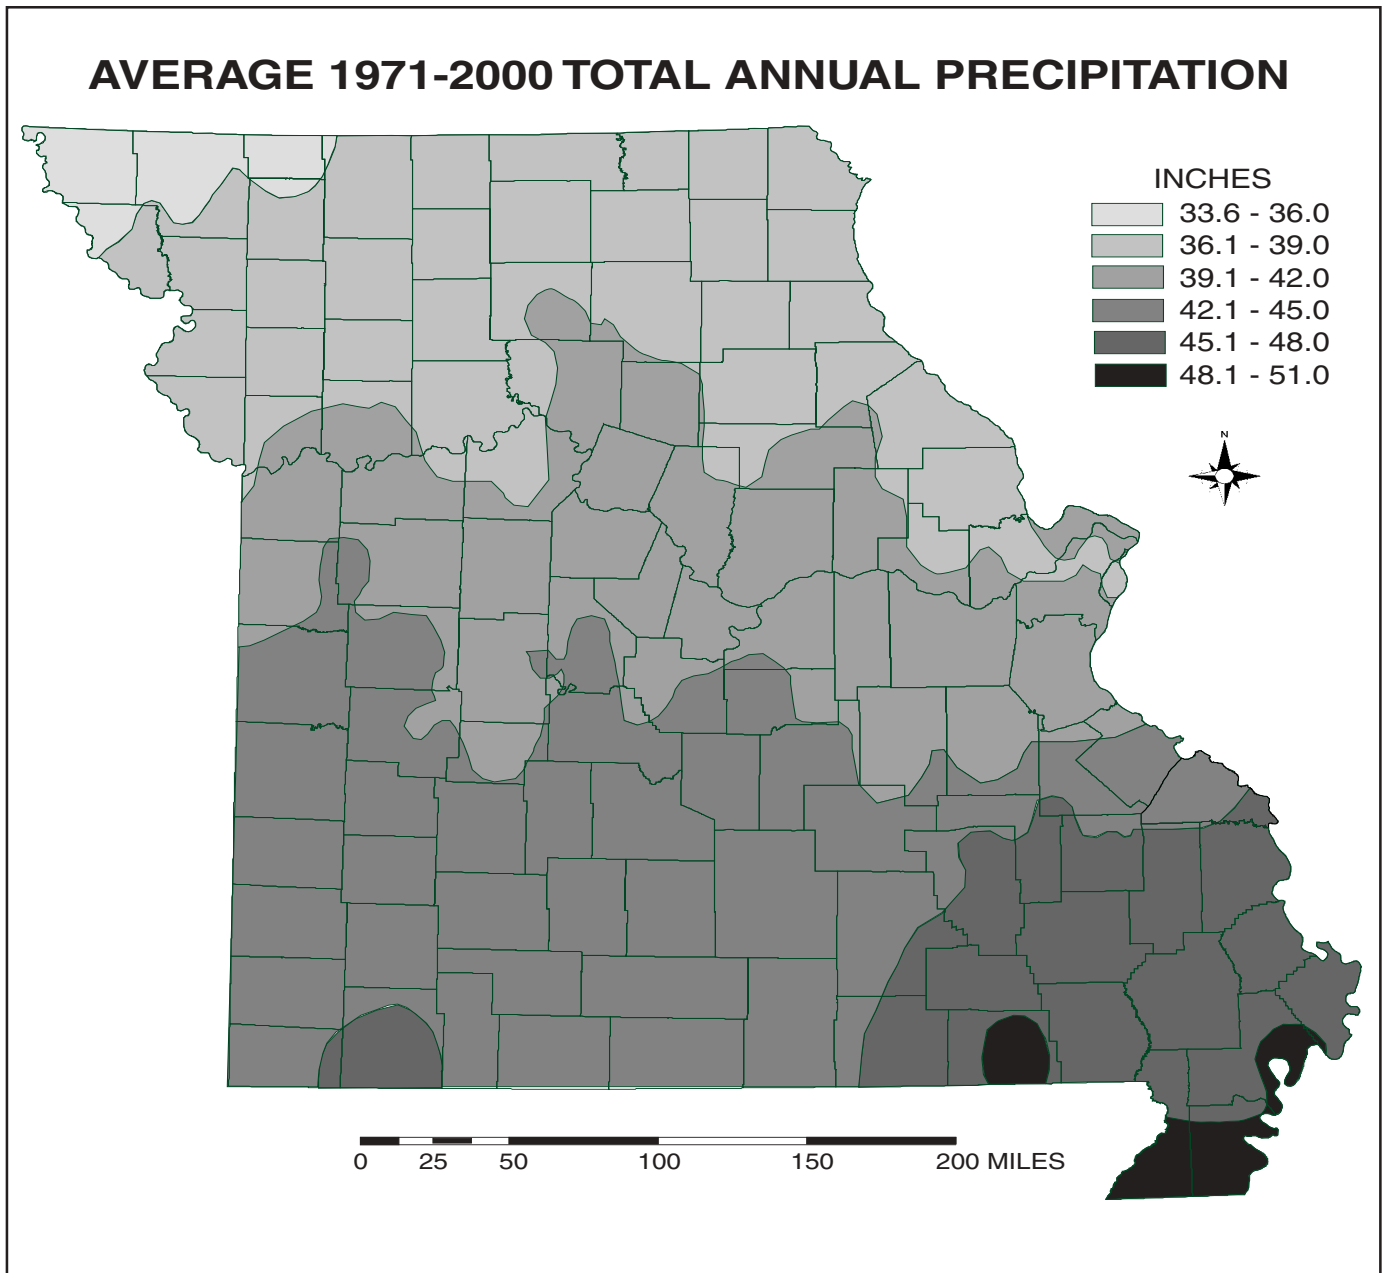 AVERAGE 1971-2000 TOTAL ANNUAL PRECIPITATION
INCHES
33.6 - 36.0
36.1 - 39.0
39.1 - 42.0
42.1 - 45.0
45.1 - 48.0
48.1 - 51.0
N
0 25 50 100 150 200 MILES